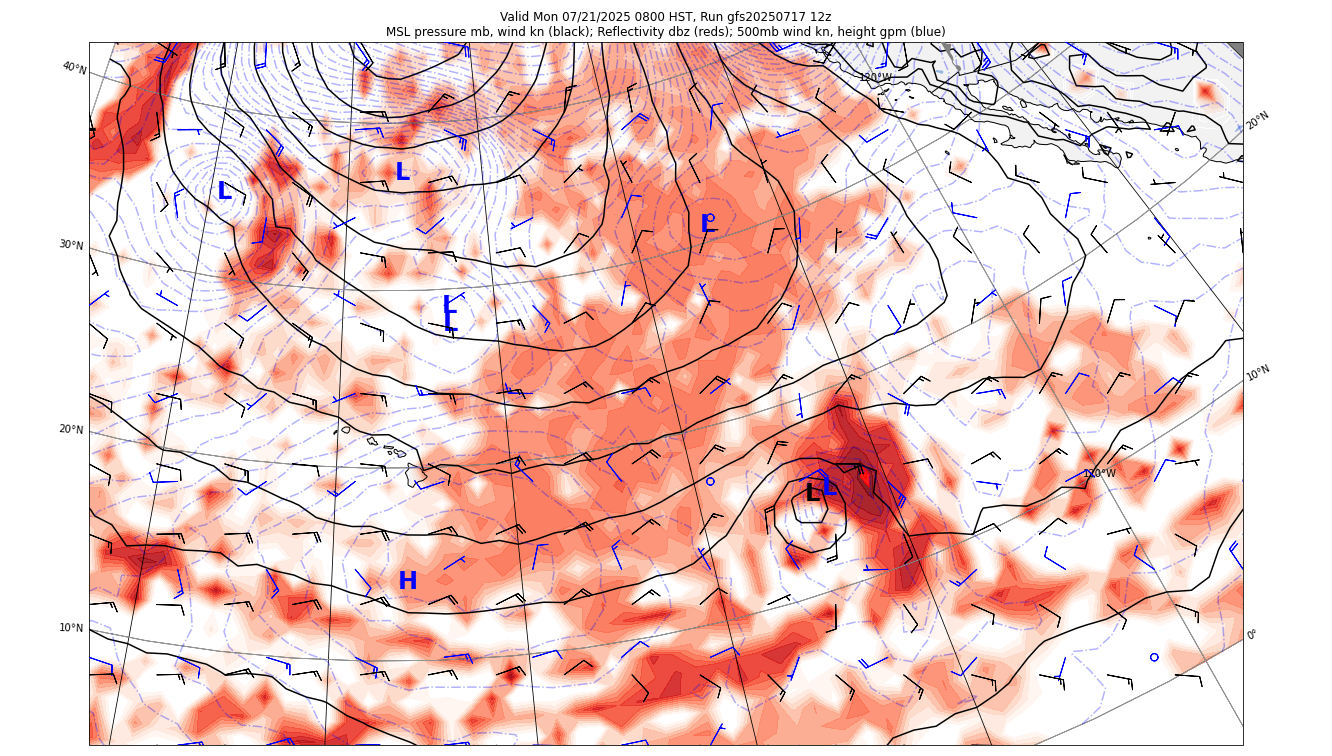 Valid Mon 07/21/2025 0800 HST, Run gfs20250717 12z
MSL pressure mb, wind kn (black); Reflectivity dbz (reds); 500mb wind kn, height gpm (blue)
40°N
120°W
20°N
L
L
L
30°N
L
L
10°N
20°N
120°W
L
L
H
10°N
0°